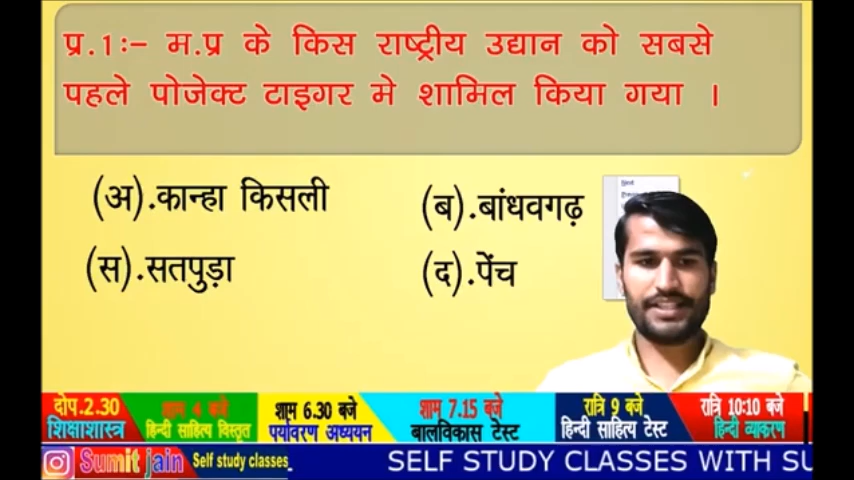 प्र.1ः– म.प्र के किस राष्ट्रीय उद्यान को सबसे
पहले पोजेक्ट टाइगर मे शामिल किया गया ।
(अ).कान्हा किसली
(ब).बांधवगढ़
(स).सतपुड़ा
(द).पेंच
दोप.2.30
शिक्षाशास्त्र
शाम 4 बजे
हिन्दी साहित्य विस्तृत
शाम 6.30 बजे
पर्यावरण अध्ययन
शाम 7.15 बजे
बालविकास टेस्ट
रात्रि 9 बजे
हिन्दी साहित्य टेस्ट
रात्रि 10:10 बजे
हिन्दी व्याकरण
Sumit jain
Self study classes
SELF STUDY CLASSES WITH SU